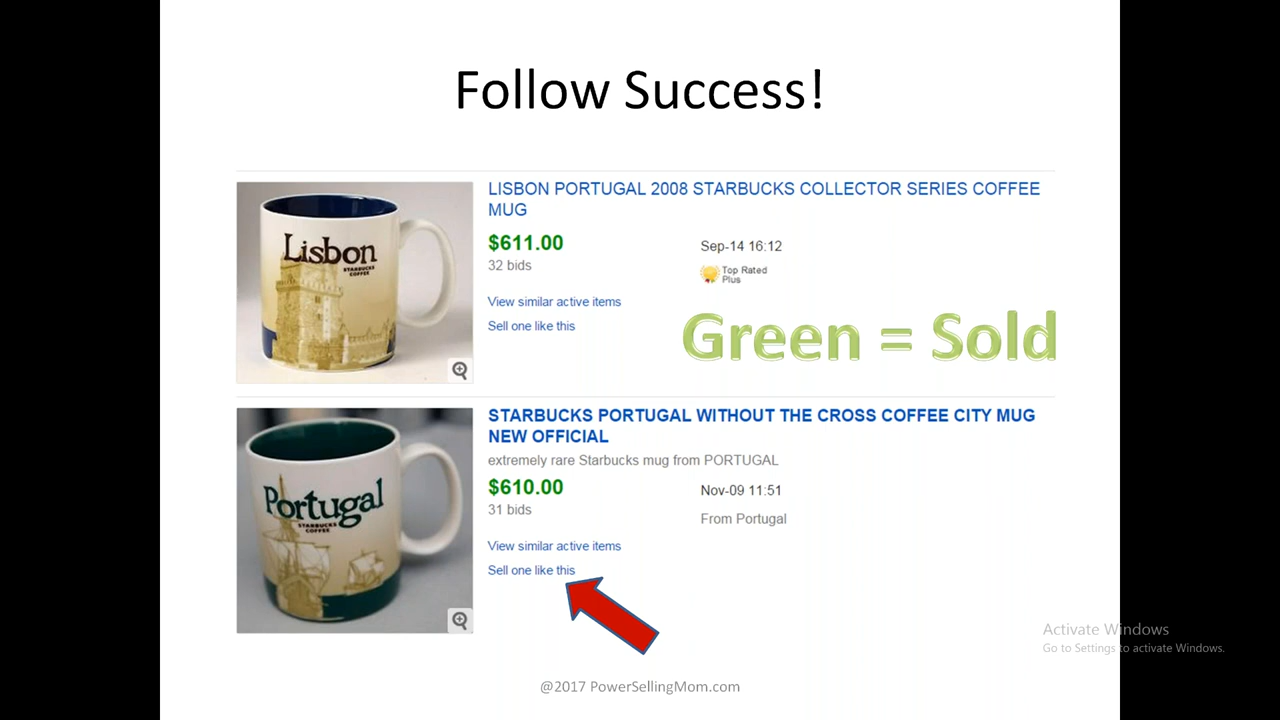 Follow Success!
LISBON PORTUGAL 2008 STARBUCKS COLLECTOR SERIES COFFEE
MUG
$611.00
Sep-14 16:12
32 bids
Top Rated
Plus
View similar active items
Sell one like this
Lisbon
STARBUCKS
COFFEE
Green = Sold
STARBUCKS PORTUGAL WITHOUT THE CROSS COFFEE CITY MUG
NEW OFFICIAL
extremely rare Starbucks mug from PORTUGAL
$610.00
Nov-09 11:51
31 bids
From Portugal
View similar active items
Sell one like this
Portugal
STARBUCKS
COFFEE
Activate Windows
Go to Settings to activate Windows.
@2017 PowerSellingMom.com